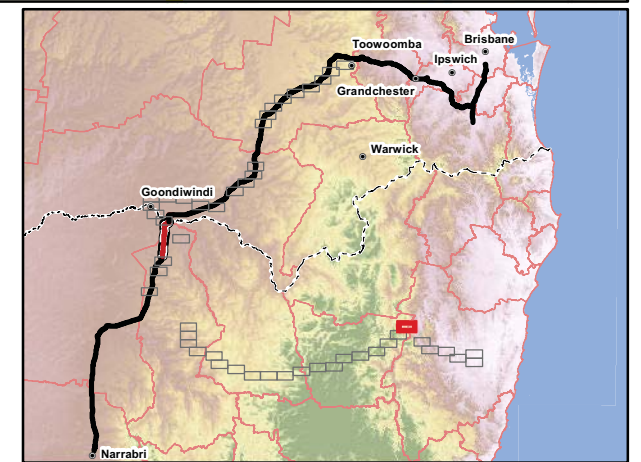 Brisbane
Toowoomba
Ipswich
Grandchester
Warwick
Goondiwindi
Narrabri